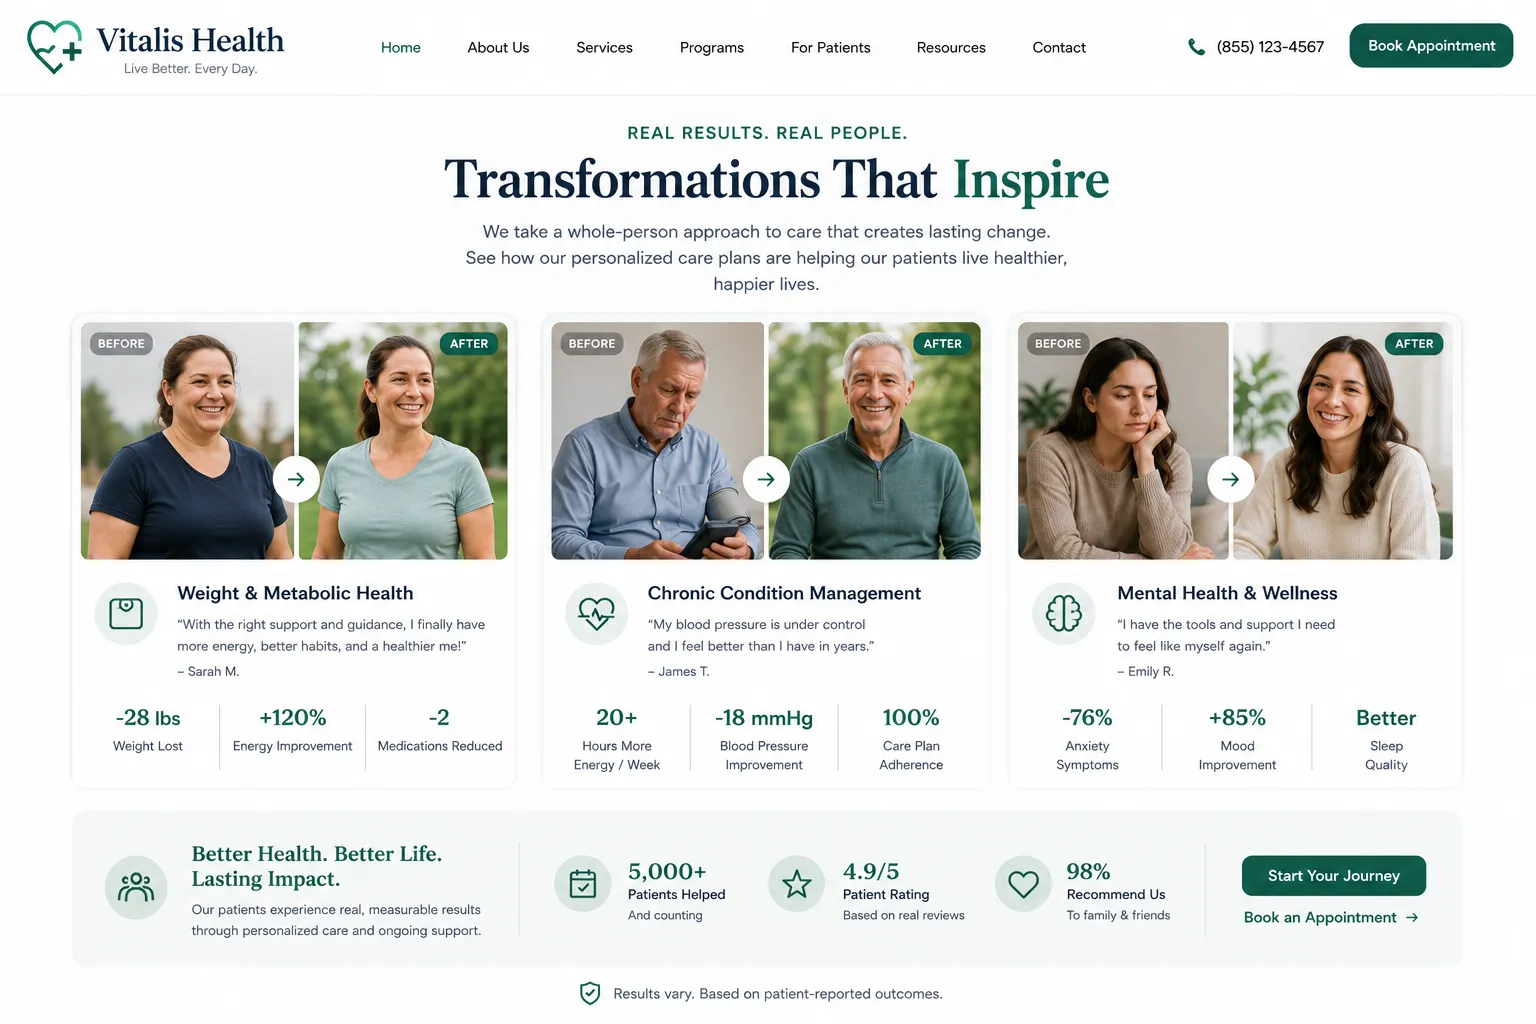 Vitalis Health
Live Better. Every Day.
Home
About Us
Services
Programs
For Patients
Resources
Contact
(855) 123-4567
Book Appointment
REAL RESULTS. REAL PEOPLE.
Transformations That Inspire
We take a whole-person approach to care that creates lasting change.
See how our personalized care plans are helping our patients live healthier,
happier lives.
BEFORE
AFTER
Weight & Metabolic Health
“With the right support and guidance, I finally have
more energy, better habits, and a healthier me!”
– Sarah M.
-28 lbs
Weight Lost
+120%
Energy Improvement
-2
Medications Reduced
BEFORE
AFTER
Chronic Condition Management
“My blood pressure is under control
and I feel better than I have in years.”
– James T.
20+
Hours More
Energy / Week
-18 mmHg
Blood Pressure
Improvement
100%
Care Plan
Adherence
BEFORE
AFTER
Mental Health & Wellness
“I have the tools and support I need
to feel like myself again.”
– Emily R.
-76%
Anxiety
Symptoms
+85%
Mood
Improvement
Better
Sleep
Quality
Better Health. Better Life.
Lasting Impact.
Our patients experience real, measurable results
through personalized care and ongoing support.
5,000+
Patients Helped
And counting
4.9/5
Patient Rating
Based on real reviews
98%
Recommend Us
To family & friends
Start Your Journey
Book an Appointment →
Results vary. Based on patient-reported outcomes.